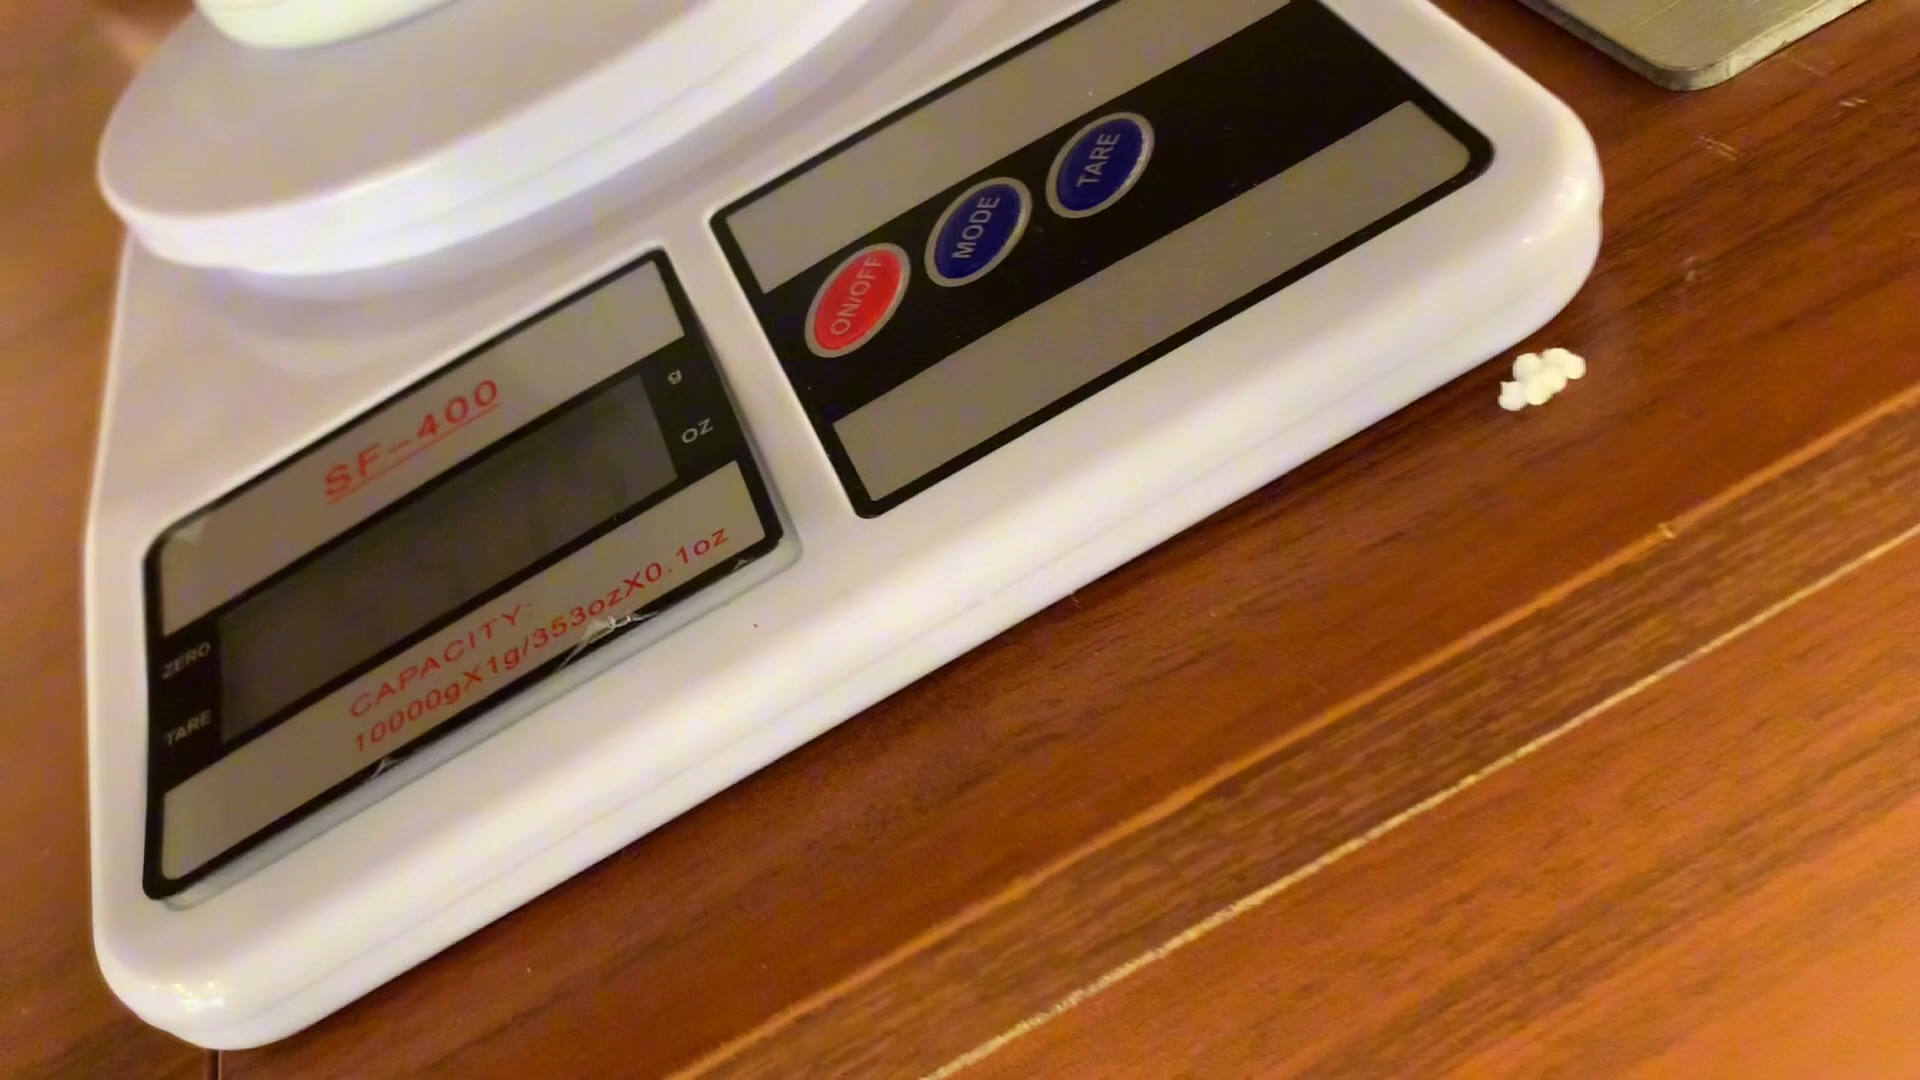 SF-400
g
OZ
ZERO
TARE
CAPACITY:
10000gX1g/353ozX0.1oz
ON/OFF
MODE
TARE